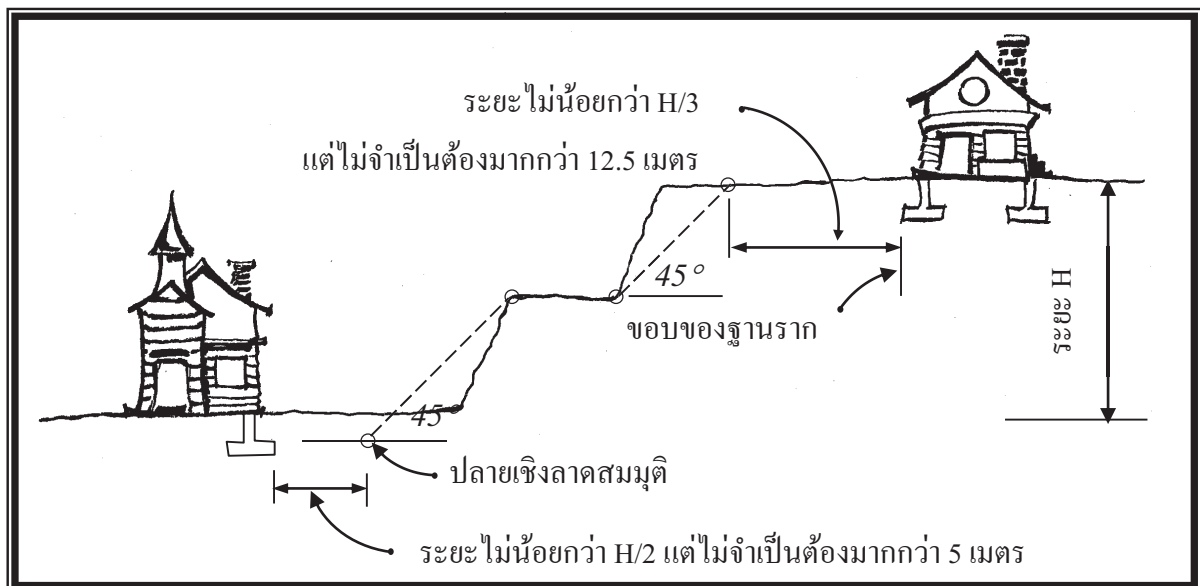 ระยะไม่น้อยกว่า H/3
แต่ไม่จำเป็นต้องมากกว่า 12.5 เมตร
45°
ขอบของฐานราก
ระยะ H
45
ปลายเชิงลาดสมมุติ
ระยะไม่น้อยกว่า H/2 แต่ไม่จำเป็นต้องมากกว่า 5 เมตร